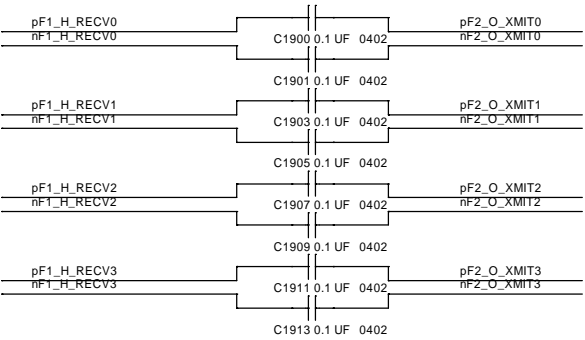 pF1_H_RECV0 pF2_O_XMIT0
nF1_H_RECV0 C1900 0.1 UF 0402 nF2_O_XMIT0
C1901 0.1 UF 0402
pF1_H_RECV1 pF2_O_XMIT1
nF1_H_RECV1 C1903 0.1 UF 0402 nF2_O_XMIT1
C1905 0.1 UF 0402
pF1_H_RECV2 pF2_O_XMIT2
nF1_H_RECV2 C1907 0.1 UF 0402 nF2_O_XMIT2
C1909 0.1 UF 0402
pF1_H_RECV3 pF2_O_XMIT3
nF1_H_RECV3 C1911 0.1 UF 0402 nF2_O_XMIT3
C1913 0.1 UF 0402